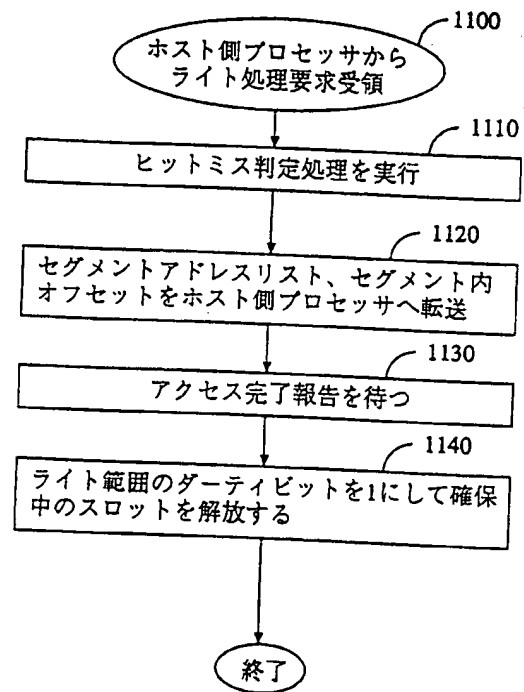 1100
ホスト側プロセッサから
ライト処理要求受領
1110
ヒットミス判定処理を実行
1120
セグメントアドレスリスト、セグメント内
オフセットをホスト側プロセッサへ転送
1130
アクセス完了報告を待つ
1140
ライト範囲のダーティビットを1にして確保
中のスロットを解放する
終了